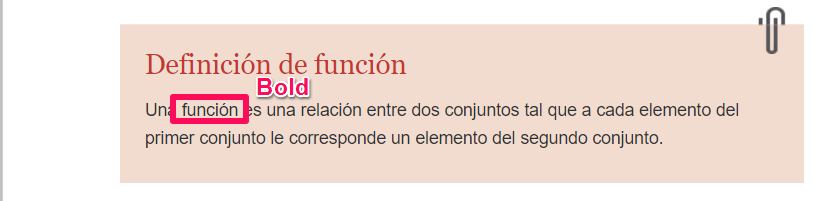 Definición de función
Bold
Una función es una relación entre dos conjuntos tal que a cada elemento del
primer conjunto le corresponde un elemento del segundo conjunto.